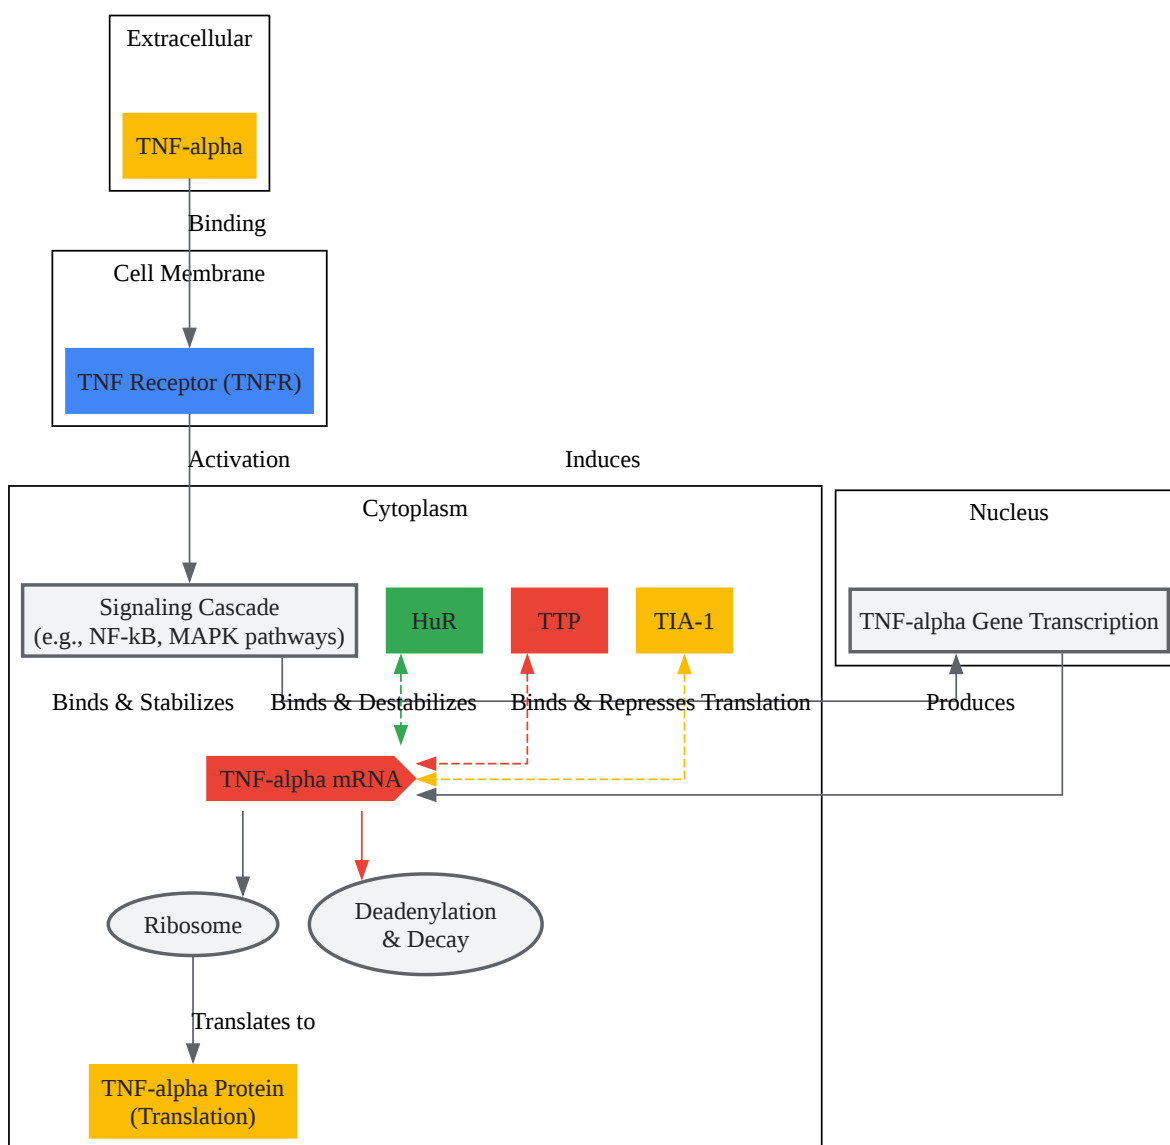 Extracellular
TNF-alpha
Binding
Cell Membrane
TNF Receptor (TNFR)
Activation
Induces
Cytoplasm
Nucleus
Signaling Cascade
(e.g., NF-kB, MAPK pathways)
HuR
TTP
TIA-1
TNF-alpha Gene Transcription
Binds & Stabilizes
Binds & Destabilizes
Binds & Represses Translation
Produces
TNF-alpha mRNA
Ribosome
Deadenylation
& Decay
Translates to
TNF-alpha Protein
(Translation)